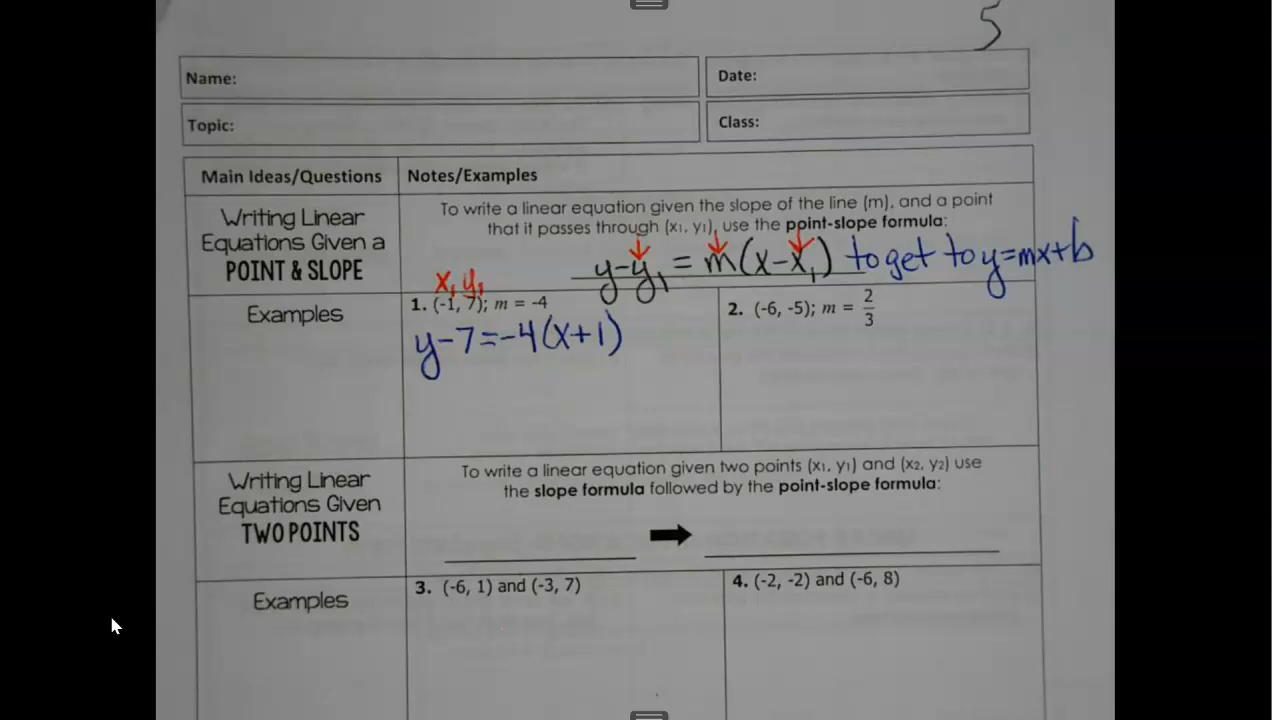 5
Name:
Date:
Topic:
Class:
Main Ideas/Questions
Notes/Examples
Writing Linear
Equations Given a
POINT & SLOPE
To write a linear equation given the slope of the line (m), and a point
that it passes through (x₁, y₁), use the point-slope formula:
y-y₁ = m(x-x₁) to get to y=mx+b
Examples
x₁ y₁
1. (-1, 7); m = -4
y-7=-4(x+1)
2. (-6, -5); m = 2/3
Writing Linear
Equations Given
TWO POINTS
To write a linear equation given two points (x₁, y₁) and (x₂, y₂) use
the slope formula followed by the point-slope formula:
Examples
3. (-6, 1) and (-3, 7)
4. (-2, -2) and (-6, 8)